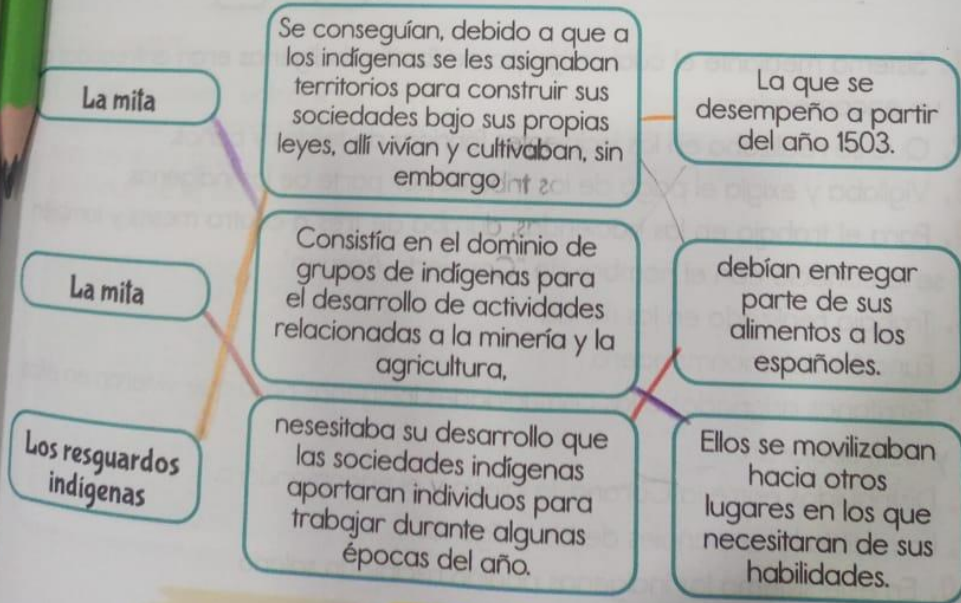 La mita
La mita
Los resguardos
indígenas
Se conseguían, debido a que a
los indígenas se les asignaban
territorios para construir sus
sociedades bajo sus propias
leyes, allí vivían y cultivaban, sin
embargo
Consistía en el dominio de
grupos de indígenas para
el desarrollo de actividades
relacionadas a la minería y la
agricultura,
nesesitaba su desarrollo que
las sociedades indígenas
aportaran individuos para
trabajar durante algunas
épocas del año.
La que se
desempeño a partir
del año 1503.
debían entregar
parte de sus
alimentos a los
españoles.
Ellos se movilizaban
hacia otros
lugares en los que
necesitaran de sus
habilidades.